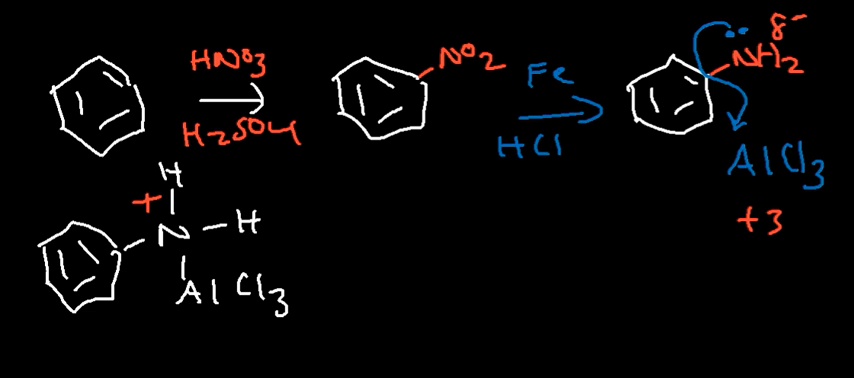 HNO3
H2SO4
NO2
Fe
HCl
NH2
δ-
AlCl3
+3
H
+
N-H
AlCl3